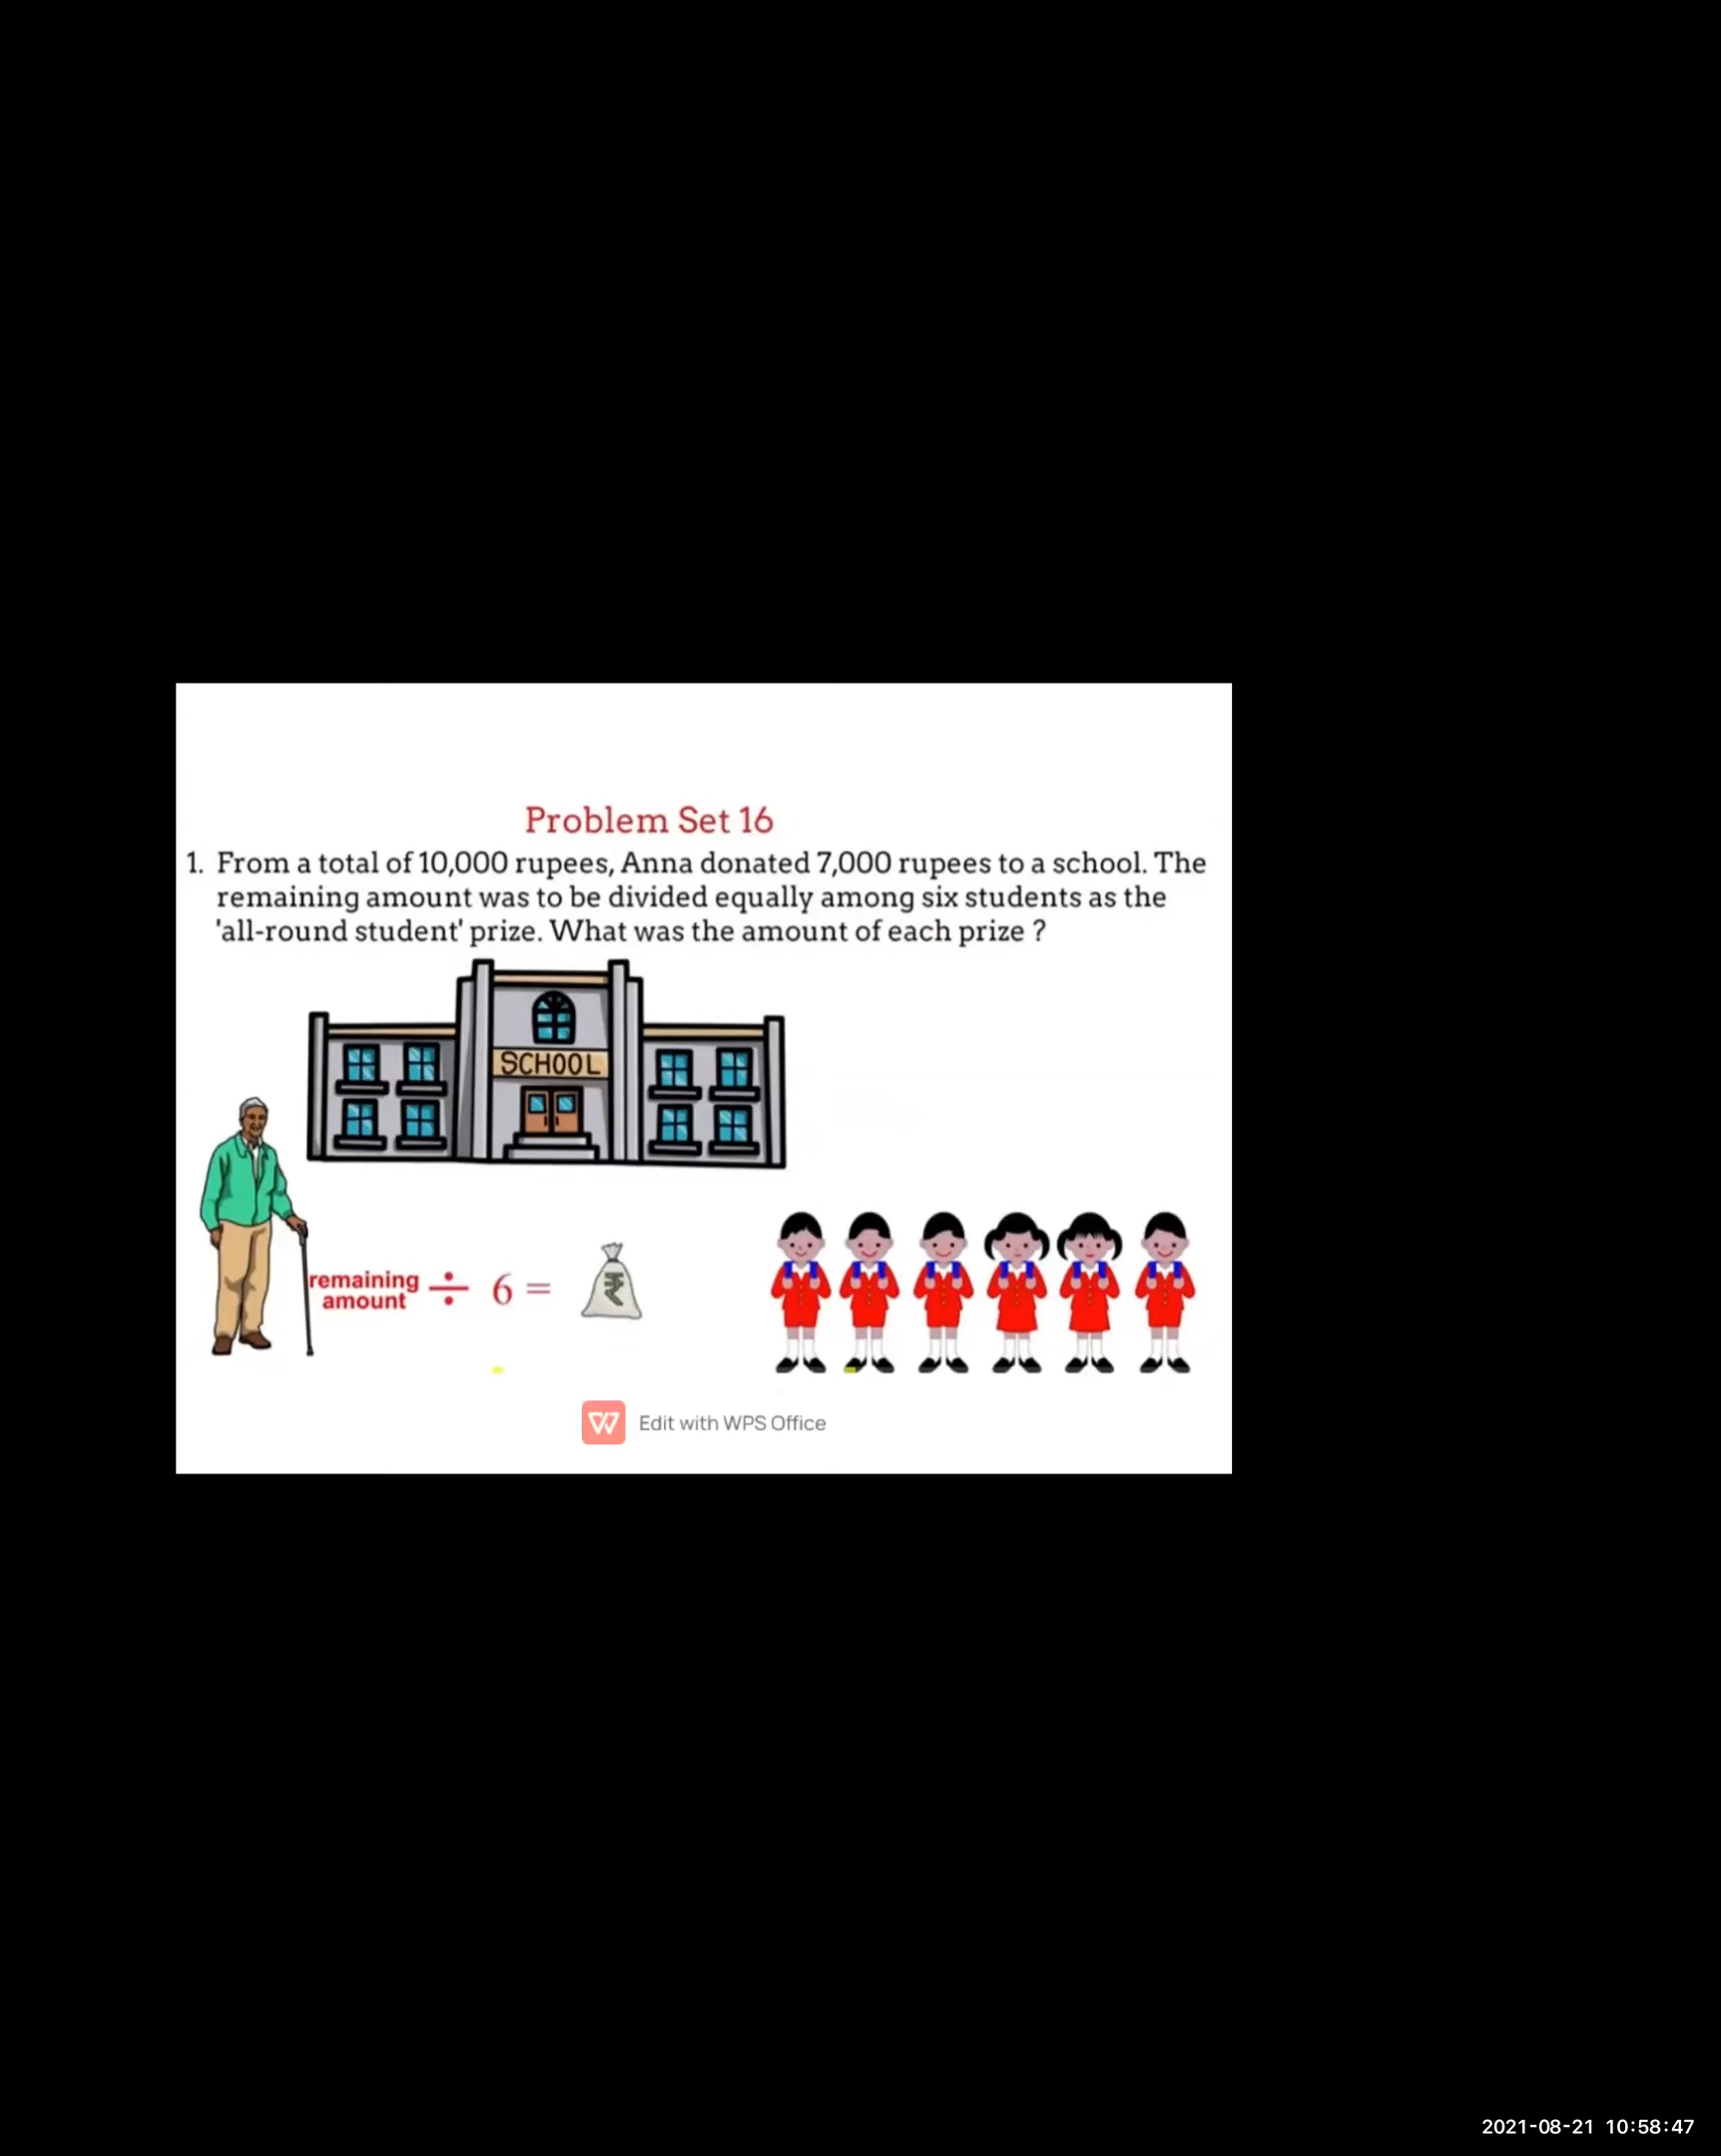 Problem Set 16
1. From a total of 10,000 rupees, Anna donated 7,000 rupees to a school. The
remaining amount was to be divided equally among six students as the
'all-round student' prize. What was the amount of each prize ?
SCHOOL
remaining
amount ÷ 6 = ₹
Edit with WPS Office
2021-08-21 10:58:47